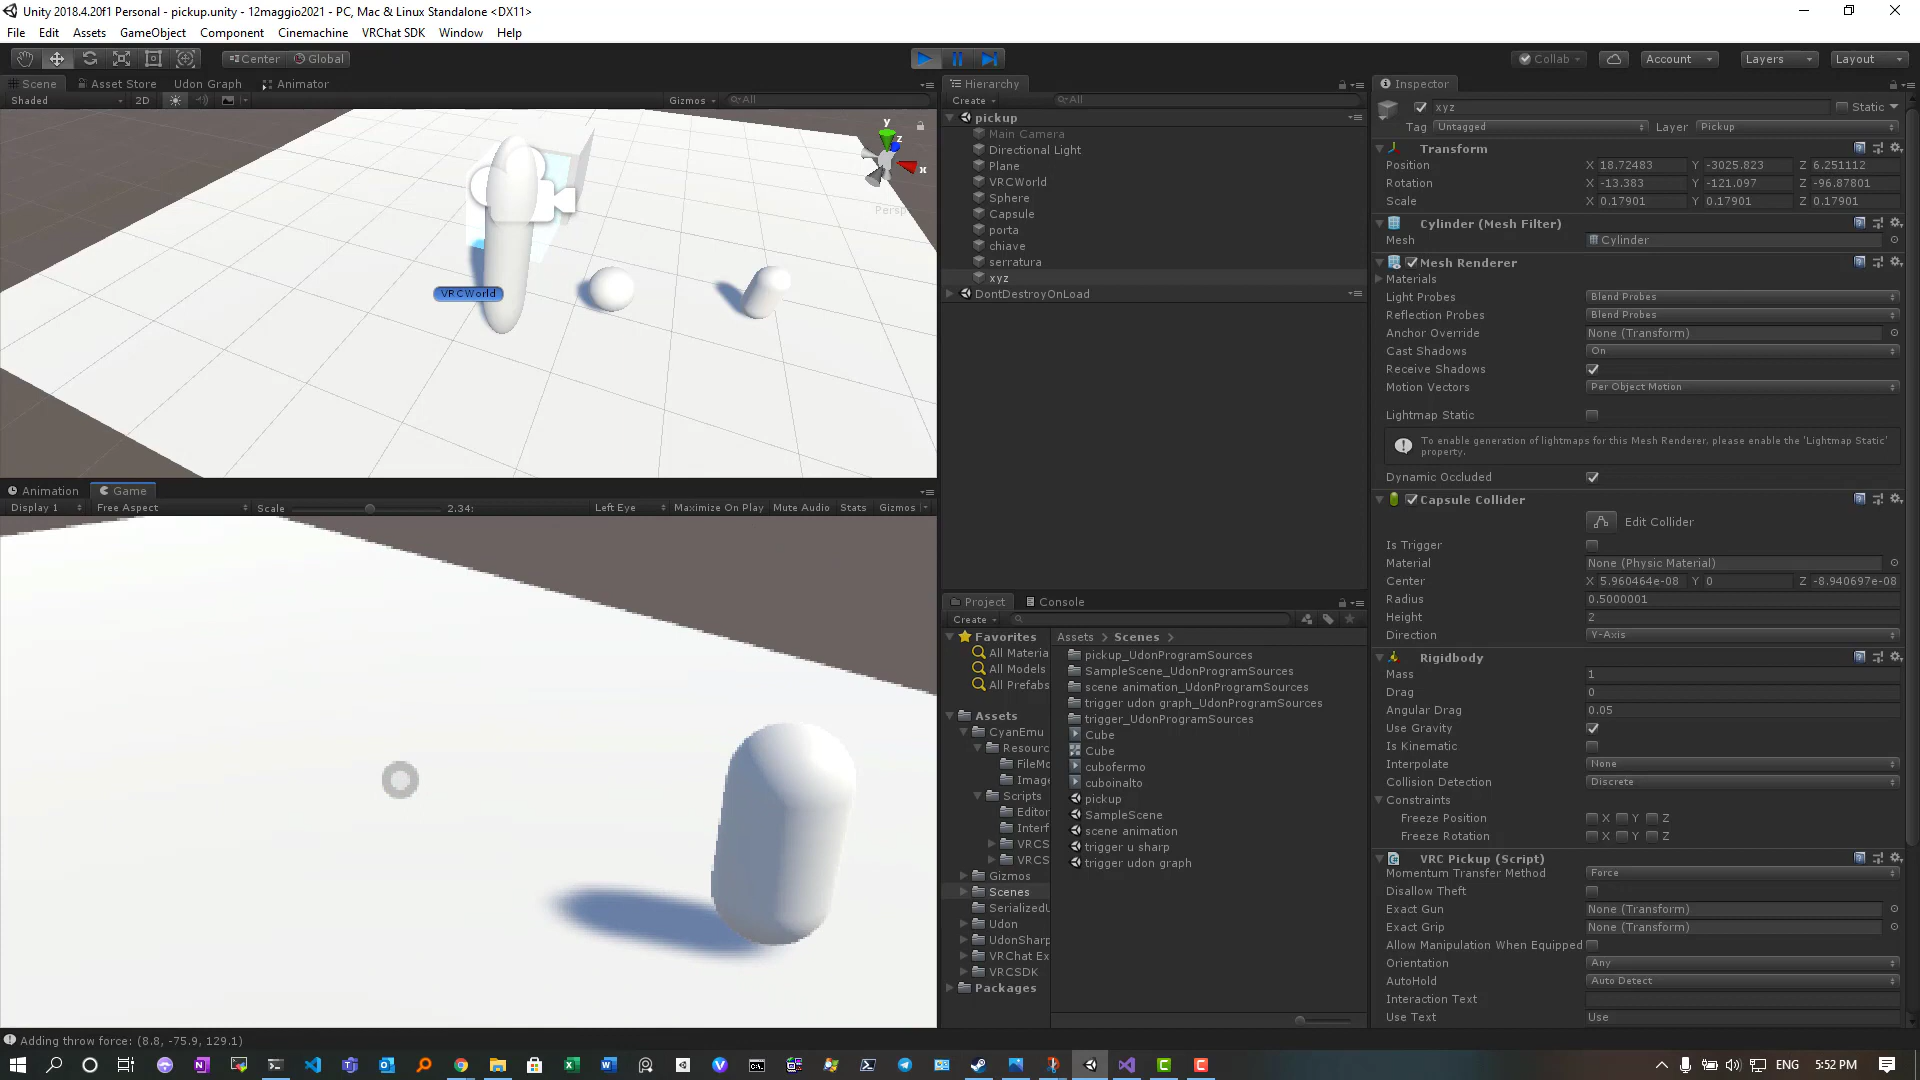 Unity 2018.4.20f1 Personal - pickup.unity - 12maggio2021 - PC, Mac & Linux Standalone <DX11>
File Edit Assets GameObject Component Cinemachine VRChat SDK Window Help
Center Global Collab Account Layers Layout
Scene Asset Store Udon Graph Animator
Shaded 2D Gizmos All
y
z
x
Persp
VRCWorld
Animation Game
Display 1 Free Aspect Scale 2.34: Left Eye Maximize On Play Mute Audio Stats Gizmos
Hierarchy
Create All
pickup
Main Camera
Directional Light
Plane
VRCWorld
Sphere
Capsule
porta
chiave
serratura
xyz
DontDestroyOnLoad
Project Console
Create
Favorites
All Materia
All Models
All Prefabs
Assets
CyanEmu
Resourc
FileMo
Image
Scripts
Editor
Interf
VRCS
VRCS
Gizmos
Scenes
SerializedU
Udon
UdonSharp
VRChat Ex
VRCSDK
Packages
Assets Scenes
pickup_UdonProgramSources
SampleScene_UdonProgramSources
scene animation_UdonProgramSources
trigger udon graph_UdonProgramSources
trigger_UdonProgramSources
Cube
Cube
cubofermo
cuboinalto
pickup
SampleScene
scene animation
trigger u sharp
trigger udon graph
Inspector
xyz Static
Tag Untagged Layer Pickup
Transform
Position X 18.72483 Y -3025.823 Z 6.251112
Rotation X -13.383 Y -121.097 Z -96.87801
Scale X 0.17901 Y 0.17901 Z 0.17901
Cylinder (Mesh Filter)
Mesh Cylinder
Mesh Renderer
Materials
Light Probes Blend Probes
Reflection Probes Blend Probes
Anchor Override None (Transform)
Cast Shadows On
Receive Shadows
Motion Vectors Per Object Motion
Lightmap Static
To enable generation of lightmaps for this Mesh Renderer, please enable the 'Lightmap Static'
property.
Dynamic Occluded
Capsule Collider
Edit Collider
Is Trigger
Material None (Physic Material)
Center X 5.960464e-08 Y 0 Z -8.940697e-08
Radius 0.5000001
Height 2
Direction Y-Axis
Rigidbody
Mass 1
Drag 0
Angular Drag 0.05
Use Gravity
Is Kinematic
Interpolate None
Collision Detection Discrete
Constraints
Freeze Position X Y Z
Freeze Rotation X Y Z
VRC Pickup (Script)
Momentum Transfer Method Force
Disallow Theft
Exact Gun None (Transform)
Exact Grip None (Transform)
Allow Manipulation When Equipped
Orientation Any
AutoHold Auto Detect
Interaction Text
Use Text Use
Adding throw force: (8.8, -75.9, 129.1)
ENG 5:52 PM